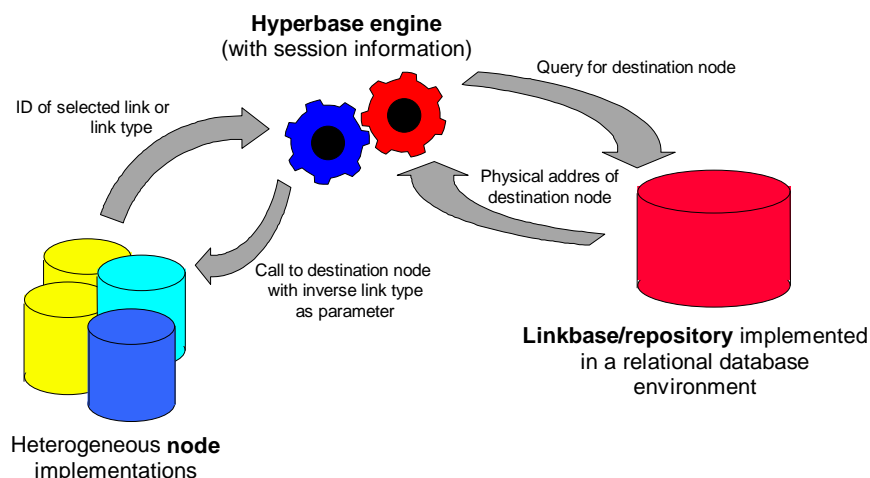 Hyperbase engine
(with session information)
Query for destination node
ID of selected link or
link type
Physical addres of
destination node
Call to destination node
with inverse link type
as parameter
Linkbase/repository implemented
in a relational database
environment
Heterogeneous node
implementations